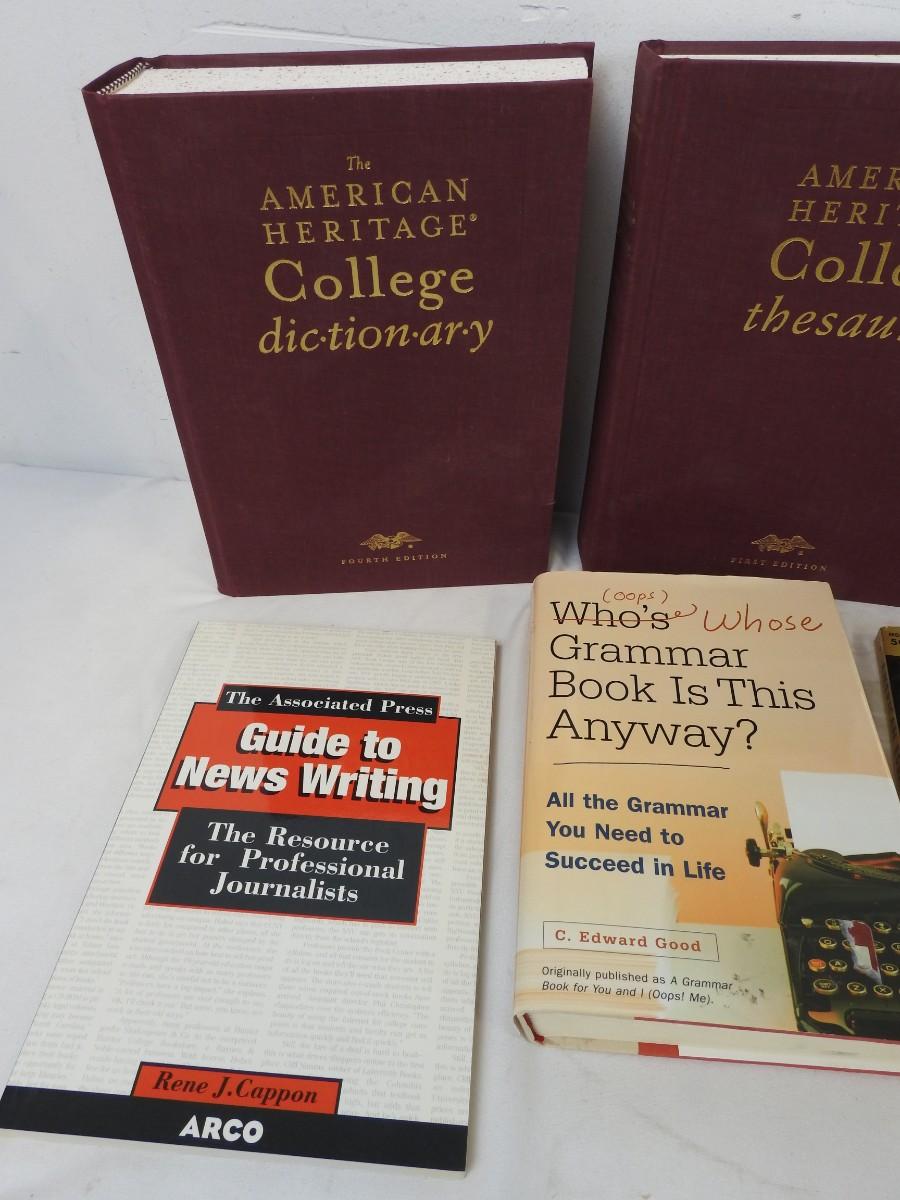 The
AMERICAN
HERITAGE®
College
dic·tion·ar·y
FOURTH EDITION
AMER
HERIT
Colle
thesau
FIRST EDITION
The Associated Press
Guide to
News Writing
The Resource
for Professional
Journalists
Rene J. Cappon
ARCO
(oops)
Who's Whose
Grammar
Book Is This
Anyway?
All the Grammar
You Need to
Succeed in Life
C. Edward Good
Originally published as A Grammar
Book for You and I (Oops! Me).